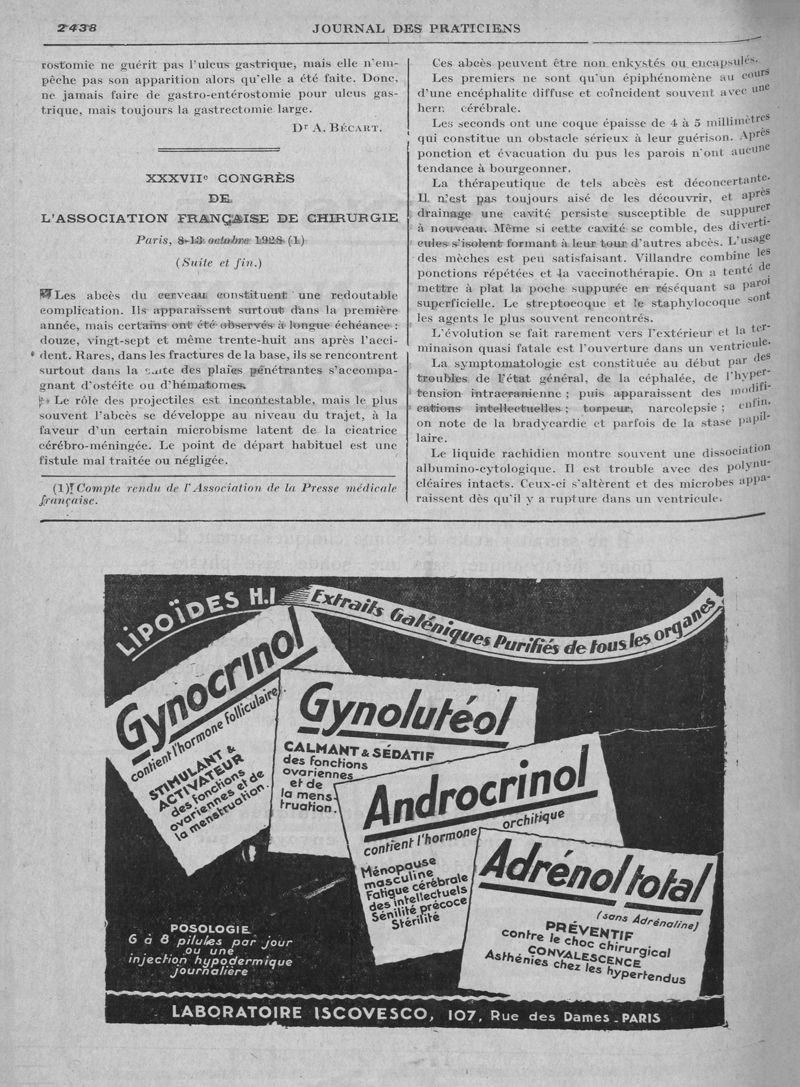 2438
JOURNAL DES PRATICIENS
rostomie ne guérit pas l'ulcus gastrique, mais elle n'em-
pêche pas son apparition alors qu'elle a été faite. Donc,
ne jamais faire de gastro-entérostomie pour ulcus gas-
trique, mais toujours la gastrectomie large.
Dr A. BÉCART.
XXXVIIe CONGRÈS
DE
L'ASSOCIATION FRANÇAISE DE CHIRURGIE
Paris, 8-13 octobre 1928 (1)
(Suite et fin.)
Les abcès du cerveau constituent une redoutable
complication. Ils apparaissent surtout dans la première
année, mais certains ont été observés à longue échéance :
douze, vingt-sept et même trente-huit ans après l'acci-
dent. Rares, dans les fractures de la base, ils se rencontrent
surtout dans la suite des plaies pénétrantes s'accompa-
gnant d'ostéite ou d'hématomes.
Le rôle des projectiles est incontestable, mais le plus
souvent l'abcès se développe au niveau du trajet, à la
faveur d'un certain microbisme latent de la cicatrice
cérébro-méningée. Le point de départ habituel est une
fistule mal traitée ou négligée.
(1) Compte rendu de l'Association de la Presse médicale
française.
Ces abcès peuvent être non enkystés ou encapsulés.
Les premiers ne sont qu'un épiphénomène au cours
d'une encéphalite diffuse et coïncident souvent avec une
hern cérébrale.
Les seconds ont une coque épaisse de 4 à 5 millimètres
qui constitue un obstacle sérieux à leur guérison. Après
ponction et évacuation du pus les parois n'ont aucune
tendance à bourgeonner.
La thérapeutique de tels abcès est déconcertante.
Il n'est pas toujours aisé de les découvrir, et après
drainage une cavité persiste susceptible de suppurer
à nouveau. Même si cette cavité se comble, des diverti-
cules s'isolent formant à leur tour d'autres abcès. L'usage
des mèches est peu satisfaisant. Villandre combine les
ponctions répétées et la vaccinothérapie. On a tenté de
mettre à plat la poche suppurée en réséquant sa paroi
superficielle. Le streptocoque et le staphylocoque sont
les agents le plus souvent rencontrés.
L'évolution se fait rarement vers l'extérieur et la ter-
minaison quasi fatale est l'ouverture dans un ventricule.
La symptomatologie est constituée au début par des
troubles de l'état général, de la céphalée, de l'hyper-
tension intracranienne ; puis apparaissent des modifi-
cations intellectuelles ; torpeur, narcolepsie ; enfin,
on note de la bradycardie et parfois de la stase papil-
laire.
Le liquide rachidien montre souvent une dissociation
albumino-cytologique. Il est trouble avec des polynu-
cléaires intacts. Ceux-ci s'altèrent et des microbes appa-
raissent dès qu'il y a rupture dans un ventricule.
LIPOÏDES H.I
Extraits Galéniques Purifiés de tous les organes
Gynocrinol
contient l'hormone folliculaire.
STIMULANT &
ACTIVATEUR
des fonctions
ovariennes et de
la menstruation.
Gynolutéol
CALMANT & SÉDATIF
des fonctions
ovariennes
et de
la mens-
truation.
Androcrinol
contient l'hormone orchitique
Ménopause
masculine
Fatigue cérébrale
des intellectuels
Sénilité précoce
Stérilité
Adrénol total
(sans Adrénaline)
PRÉVENTIF
contre le choc chirurgical
CONVALESCENCE
Asthénies chez les hypertendus
POSOLOGIE
6 à 8 pilules par jour
ou une
injection hypodermique
journalière
LABORATOIRE ISCOVESCO, 107, Rue des Dames - PARIS